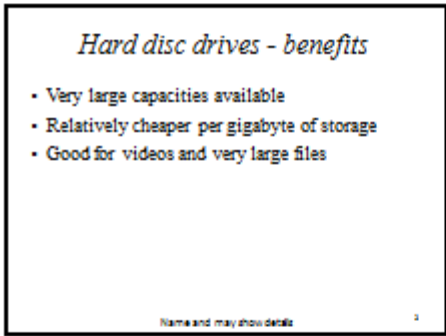 Hard disc drives - benefits
• Very large capacities available
• Relatively cheaper per gigabyte of storage
• Good for videos and very large files
Name and may show details
3